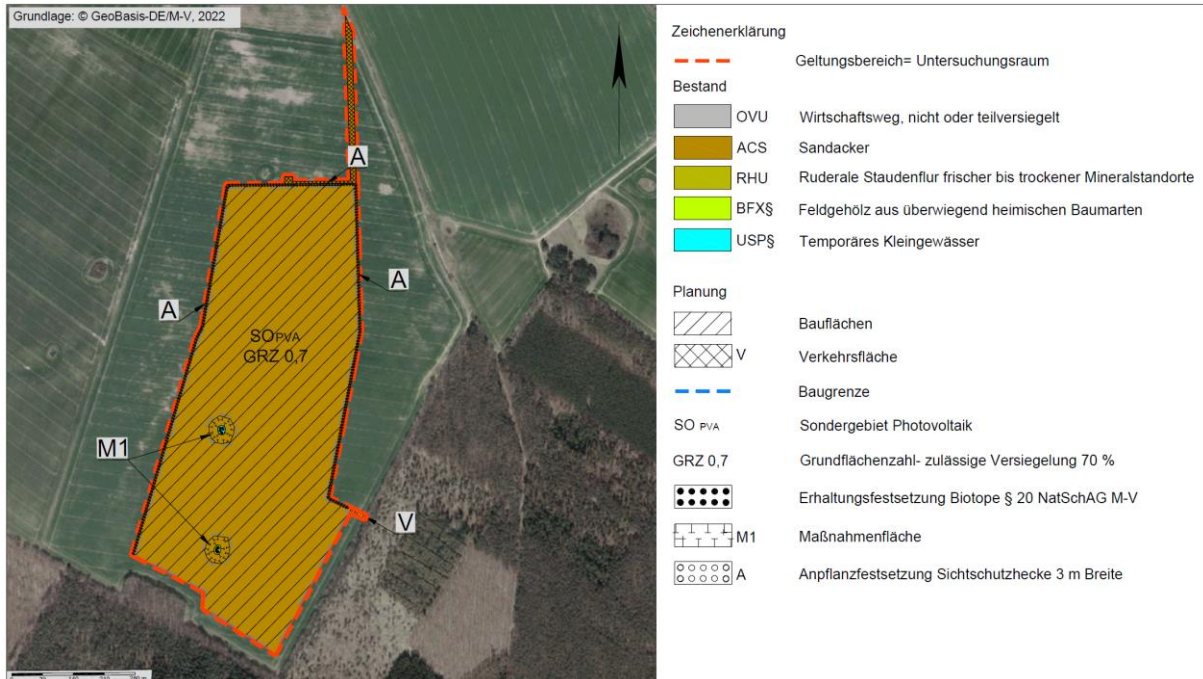 Grundlage: © GeoBasis-DE/M-V, 2022
A
A
A
SO PVA
GRZ 0,7
M1
V
Zeichenerklärung
Geltungsbereich= Untersuchungsraum
Bestand
OVU Wirtschaftsweg, nicht oder teilversiegelt
ACS Sandacker
RHU Ruderale Staudenflur frischer bis trockener Mineralstandorte
BFX§ Feldgehölz aus überwiegend heimischen Baumarten
USP§ Temporäres Kleingewässer
Planung
Bauflächen
V Verkehrsfläche
Baugrenze
SO PVA Sondergebiet Photovoltaik
GRZ 0,7 Grundflächenzahl- zulässige Versiegelung 70 %
Erhaltungsfestsetzung Biotope § 20 NatSchAG M-V
M1 Maßnahmenfläche
A Anpflanzfestsetzung Sichtschutzhecke 3 m Breite